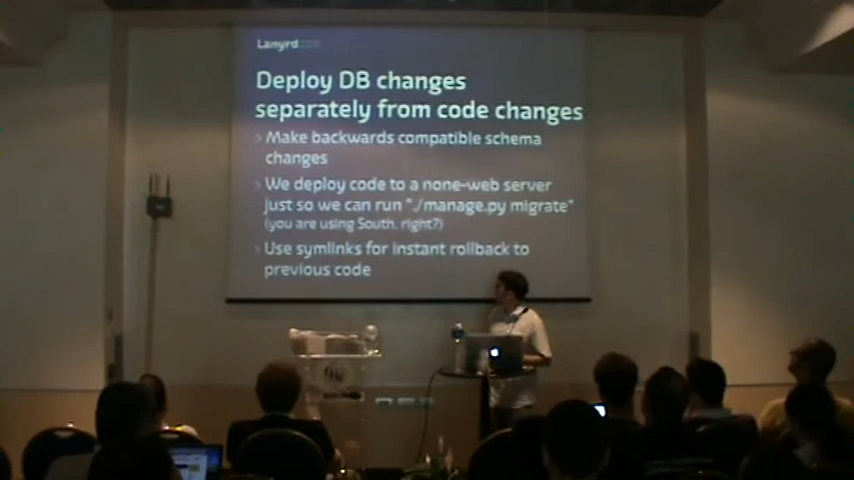 Lanyrd.com
Deploy DB changes
separately from code changes
› Make backwards compatible schema
changes
› We deploy code to a none-web server
just so we can run "./manage.py migrate"
(you are using South, right?)
› Use symlinks for instant rollback to
previous code